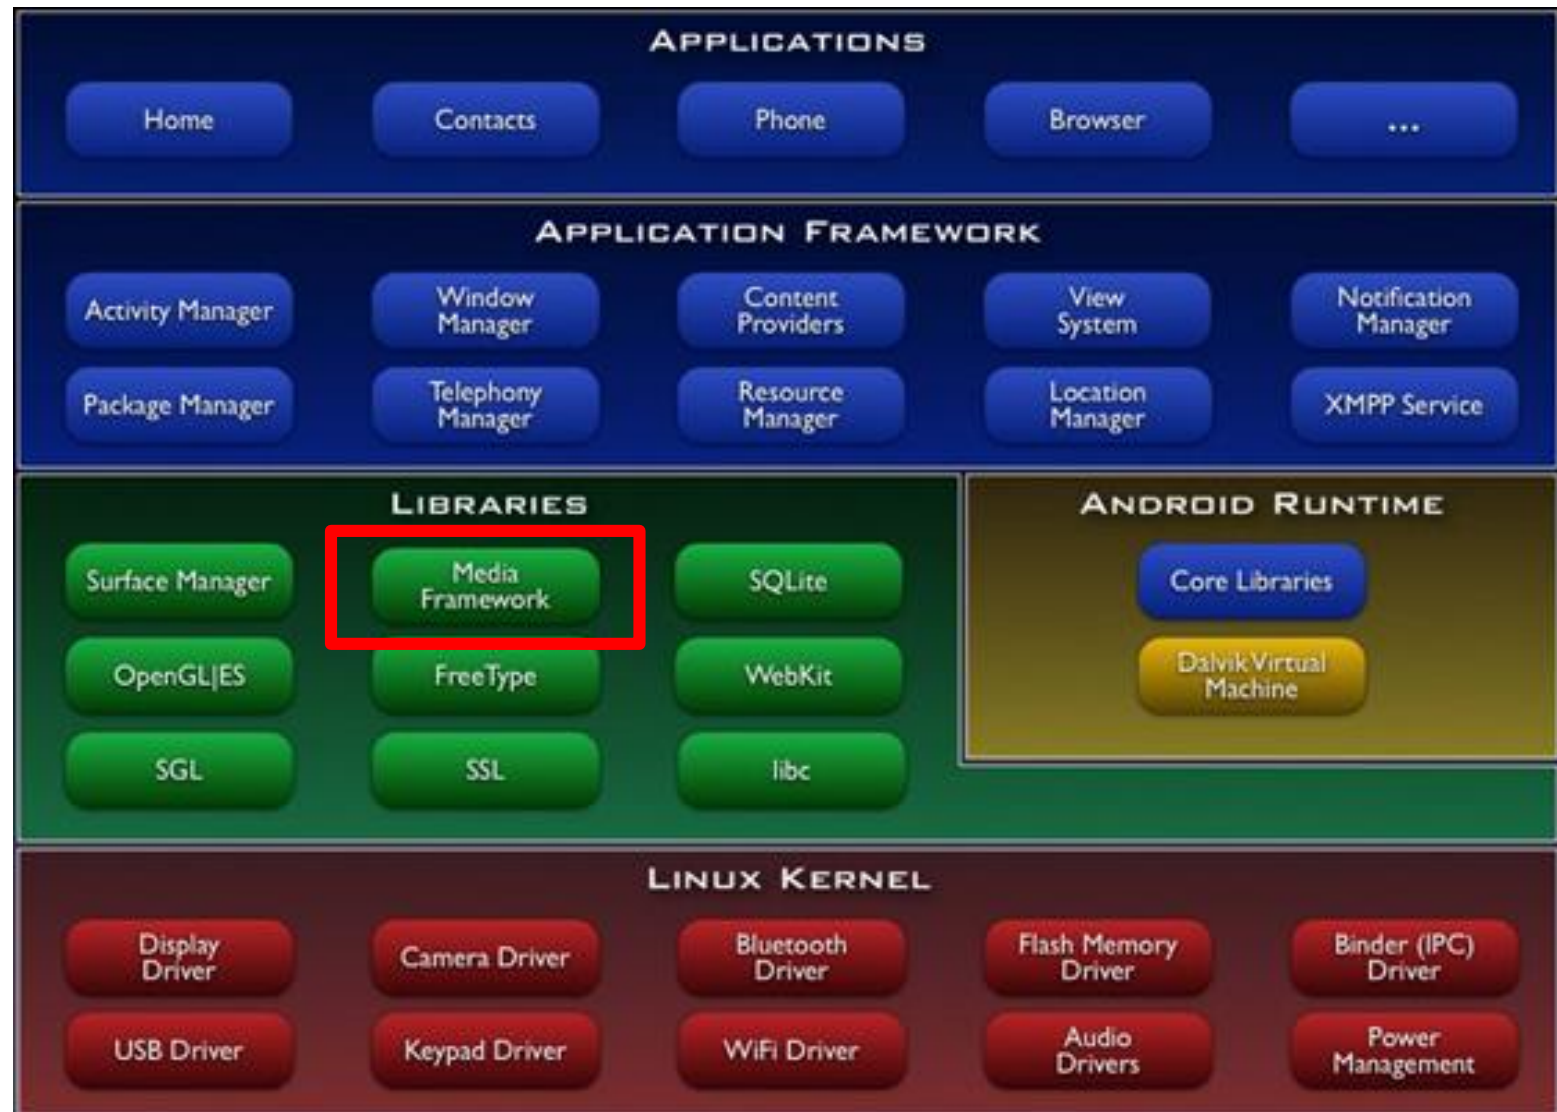 APPLICATIONS
Home
Contacts
Phone
Browser
...
APPLICATION FRAMEWORK
Activity Manager
Window
Manager
Content
Providers
View
System
Notification
Manager
Package Manager
Telephony
Manager
Resource
Manager
Location
Manager
XMPP Service
LIBRARIES
Surface Manager
Media
Framework
SQLite
OpenGL|ES
FreeType
WebKit
SGL
SSL
libc
ANDROID RUNTIME
Core Libraries
Dalvik Virtual
Machine
LINUX KERNEL
Display
Driver
Camera Driver
Bluetooth
Driver
Flash Memory
Driver
Binder (IPC)
Driver
USB Driver
Keypad Driver
WiFi Driver
Audio
Drivers
Power
Management